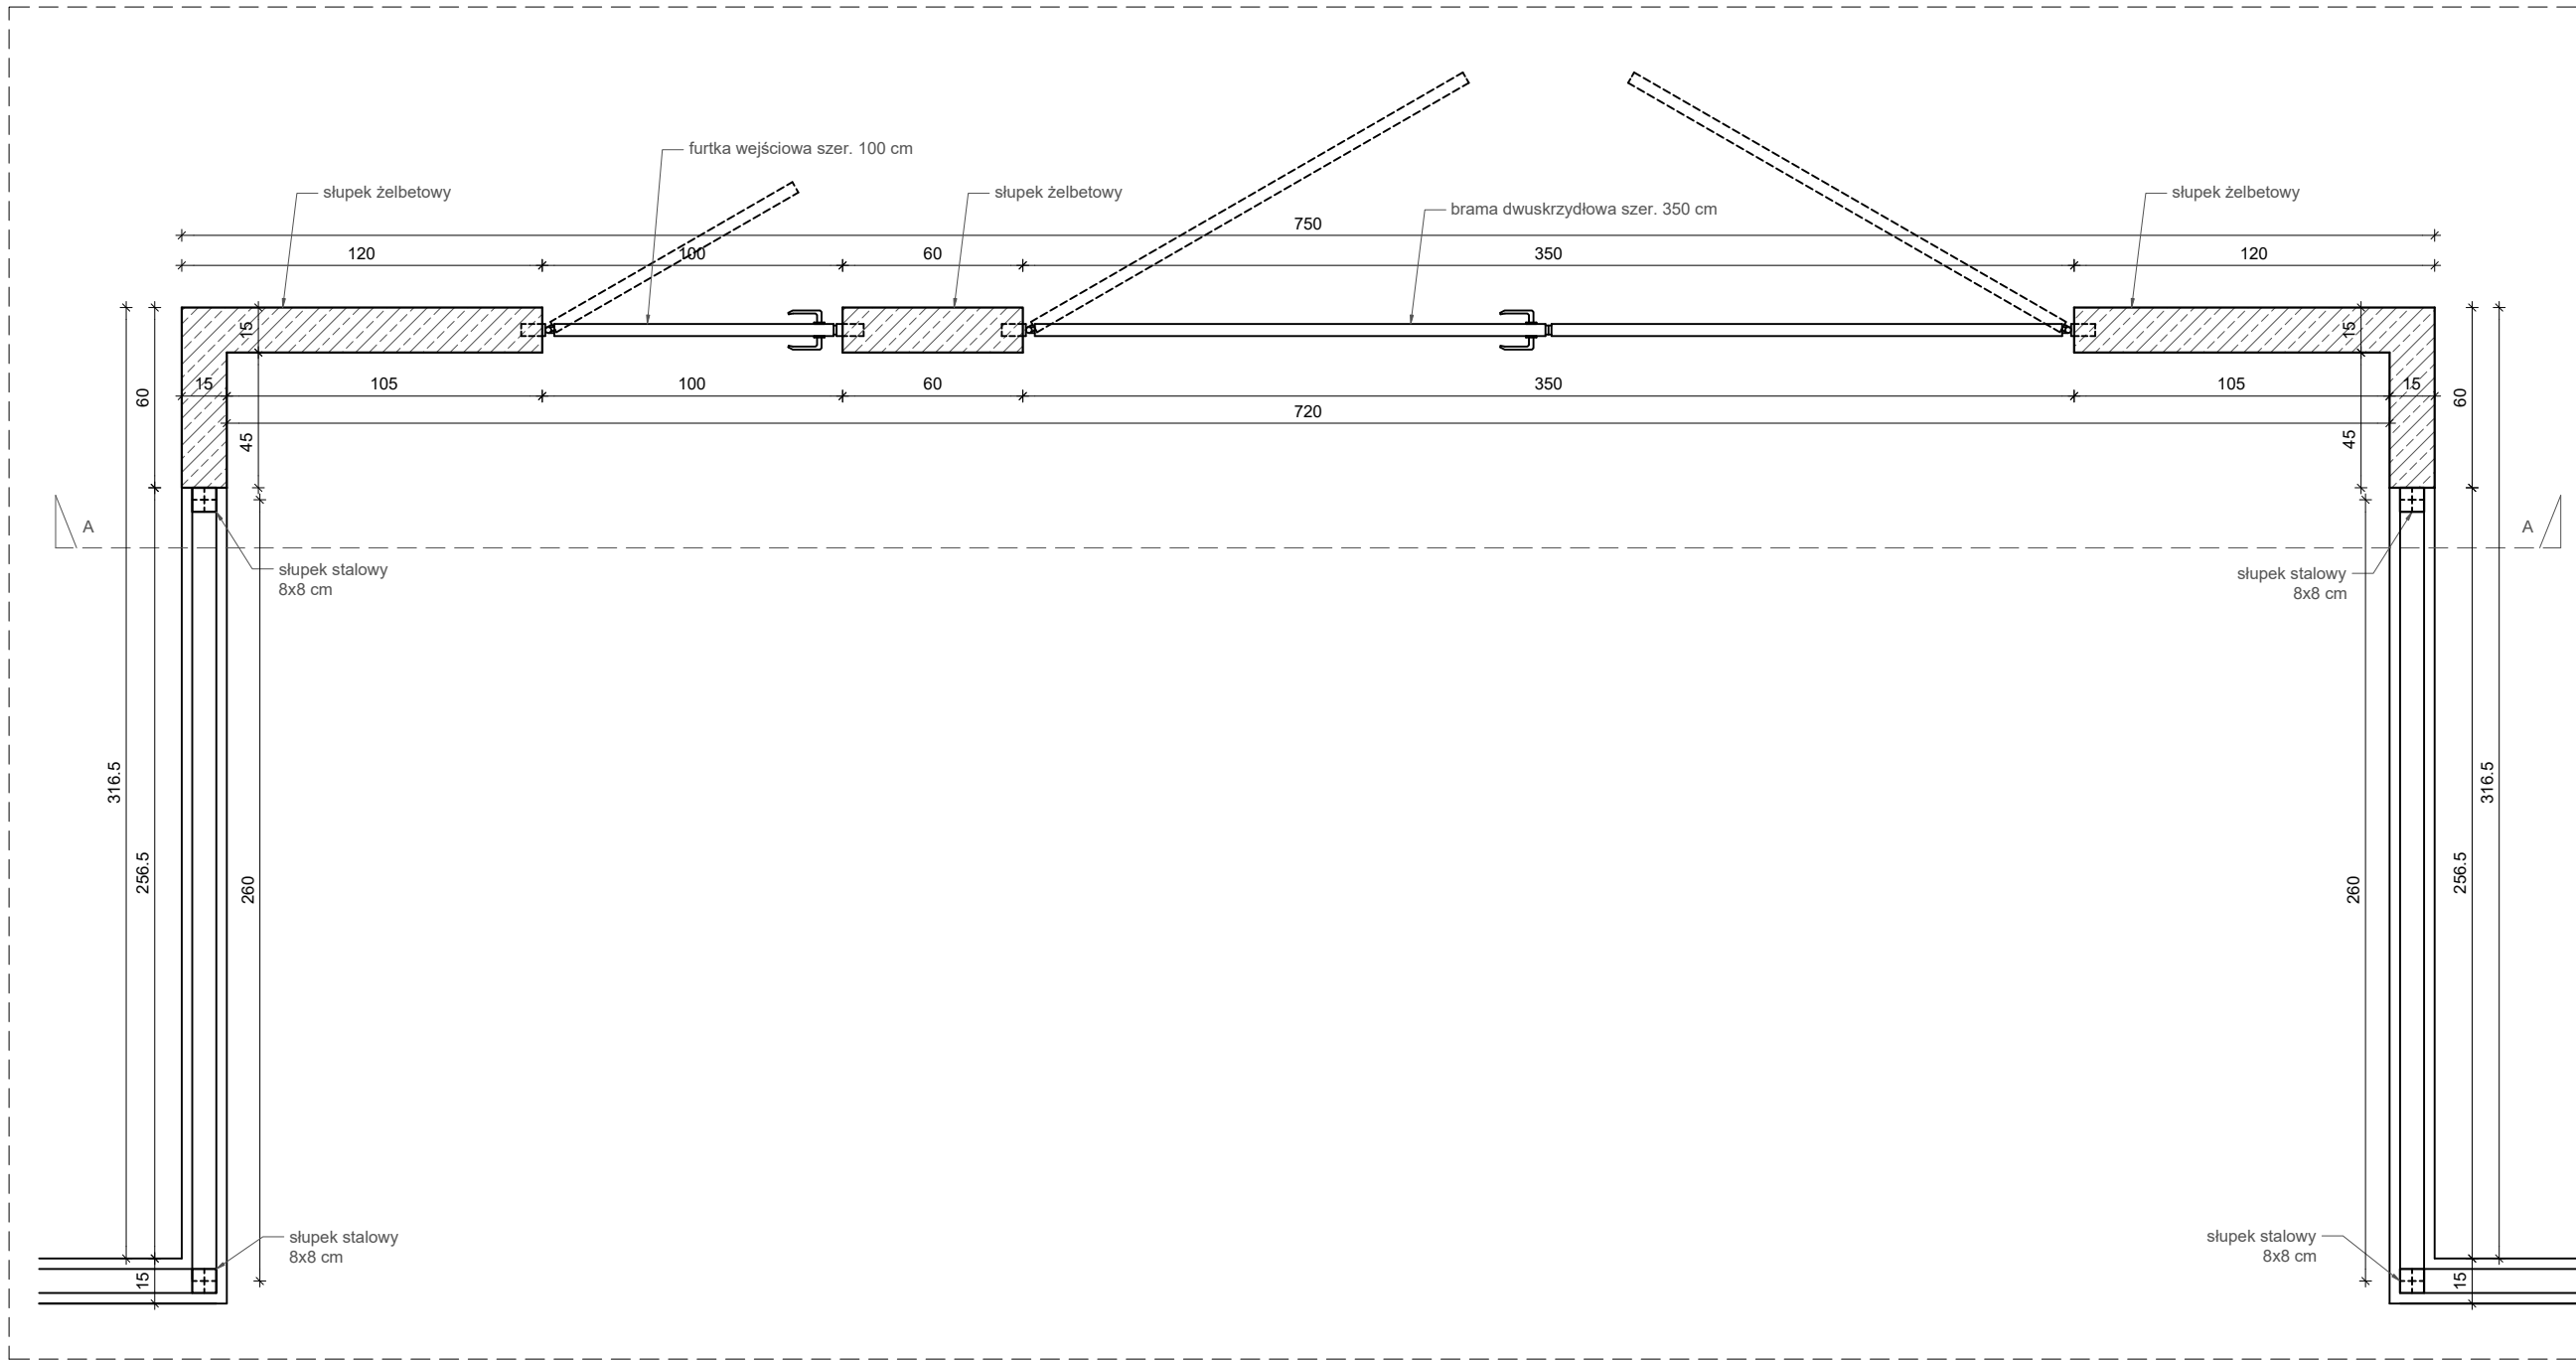 furtka wejściowa szer. 100 cm
słupek żelbetowy
słupek żelbetowy
słupek żelbetowy
brama dwuskrzydłowa szer. 350 cm
750
120
100
60
350
120
15
15
60
15
105
100
60
350
105
15
60
720
45
45
A
A
słupek stalowy
8x8 cm
słupek stalowy
8x8 cm
316.5
256.5
260
260
256.5
316.5
słupek stalowy
8x8 cm
słupek stalowy
8x8 cm
15
15